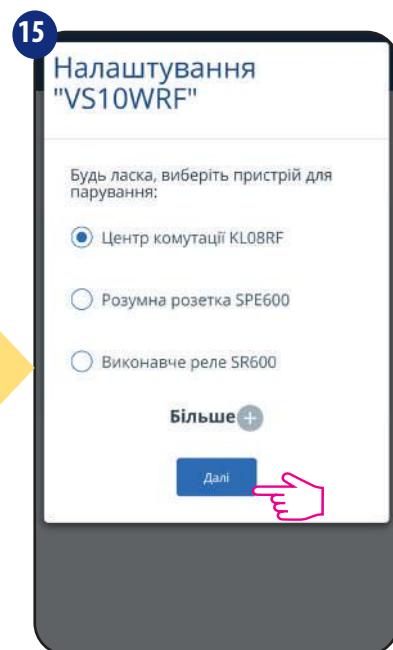 15
Налаштування
"VS10WRF"
Будь ласка, виберіть пристрій для
парування:
Центр комутації KL08RF
Розумна розетка SPE600
Виконавче реле SR600
Більше
Далі